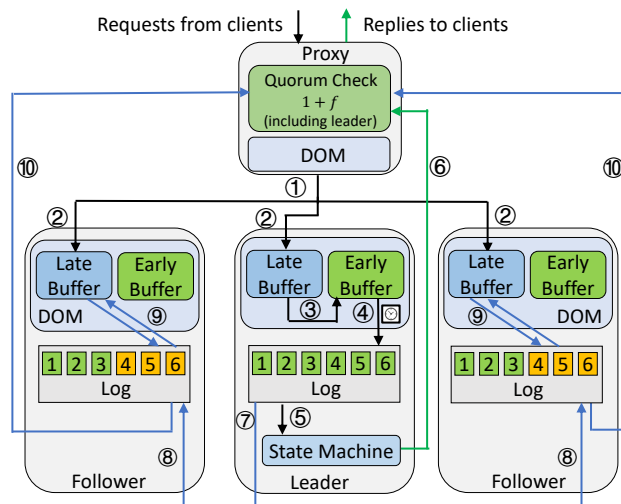 Requests from clients
Replies to clients
Proxy
Quorum Check
1 + f
(including leader)
DOM
①
②
②
②
⑥
⑩
⑩
Late
Buffer
Early
Buffer
DOM
⑨
1 2 3 4 5 6
Log
⑧
Follower
Late
Buffer
Early
Buffer
③
④
1 2 3 4 5 6
Log
⑦
⑤
State Machine
Leader
Late
Buffer
Early
Buffer
⑨
DOM
1 2 3 4 5 6
Log
⑧
Follower